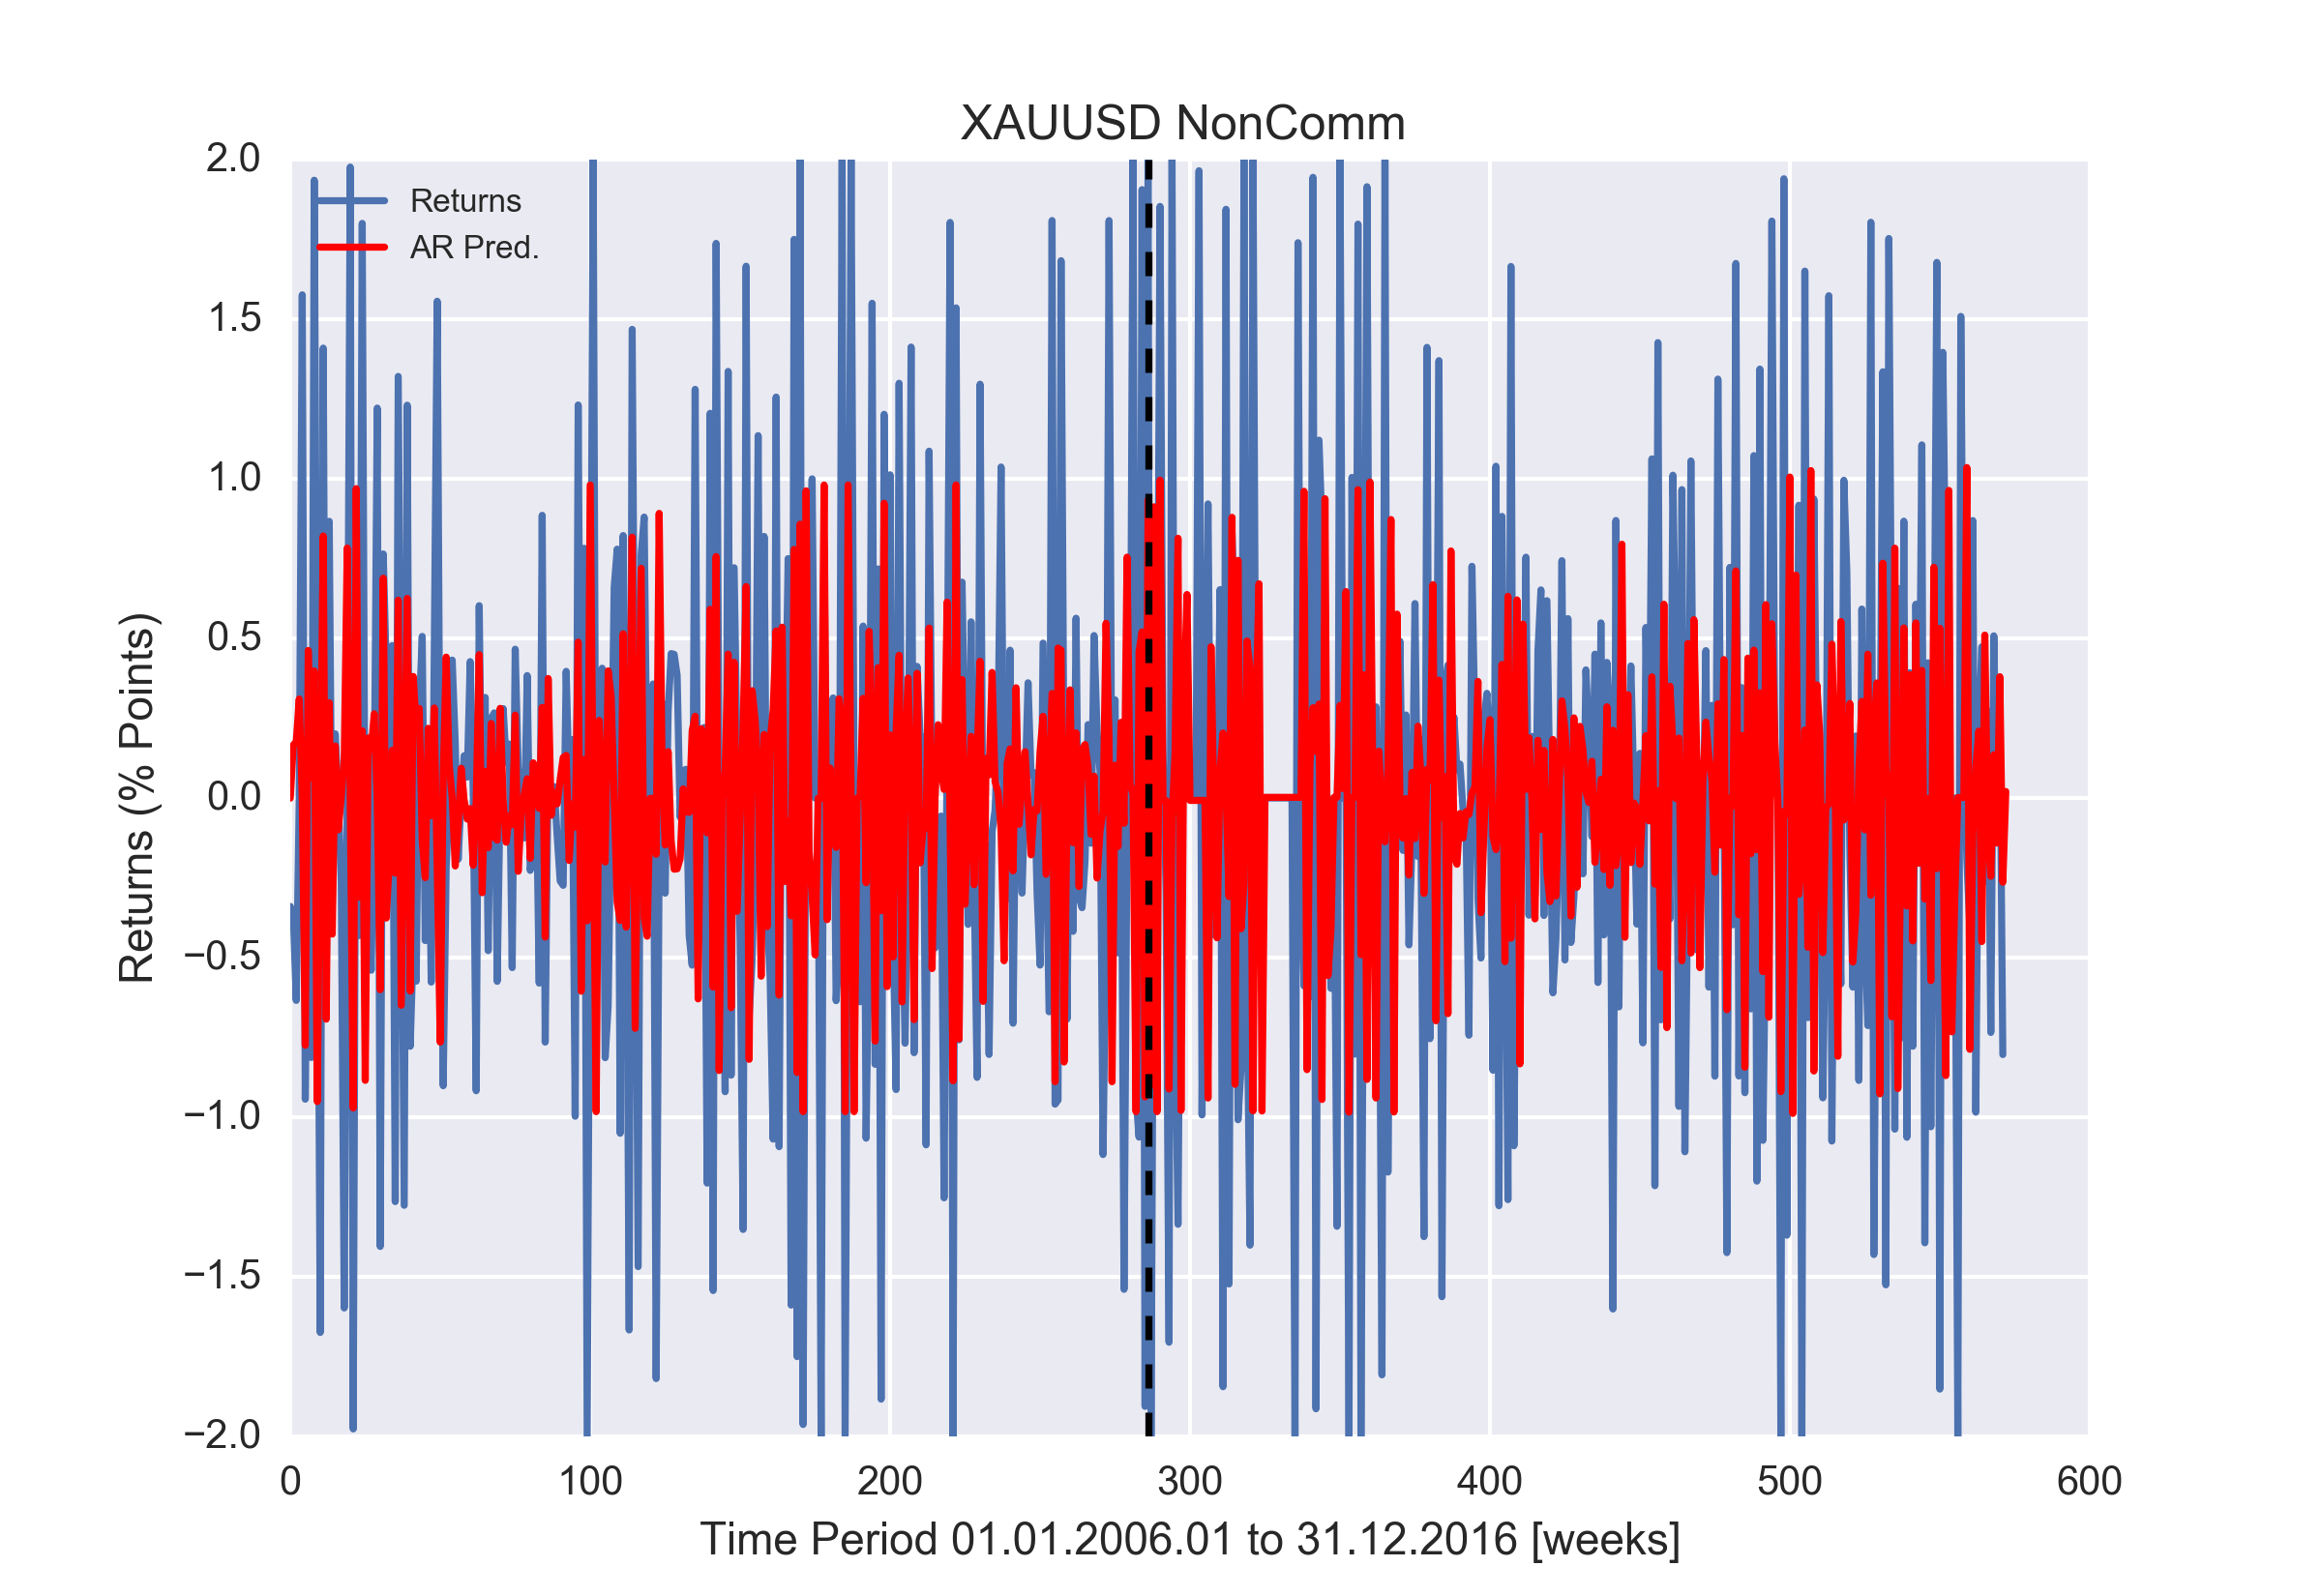 XAUUSD NonComm
2.0
1.5
1.0
0.5
0.0
−0.5
−1.0
−1.5
−2.0
Returns
AR Pred.
Returns (% Points)
0 100 200 300 400 500 600
Time Period 01.01.2006.01 to 31.12.2016 [weeks]